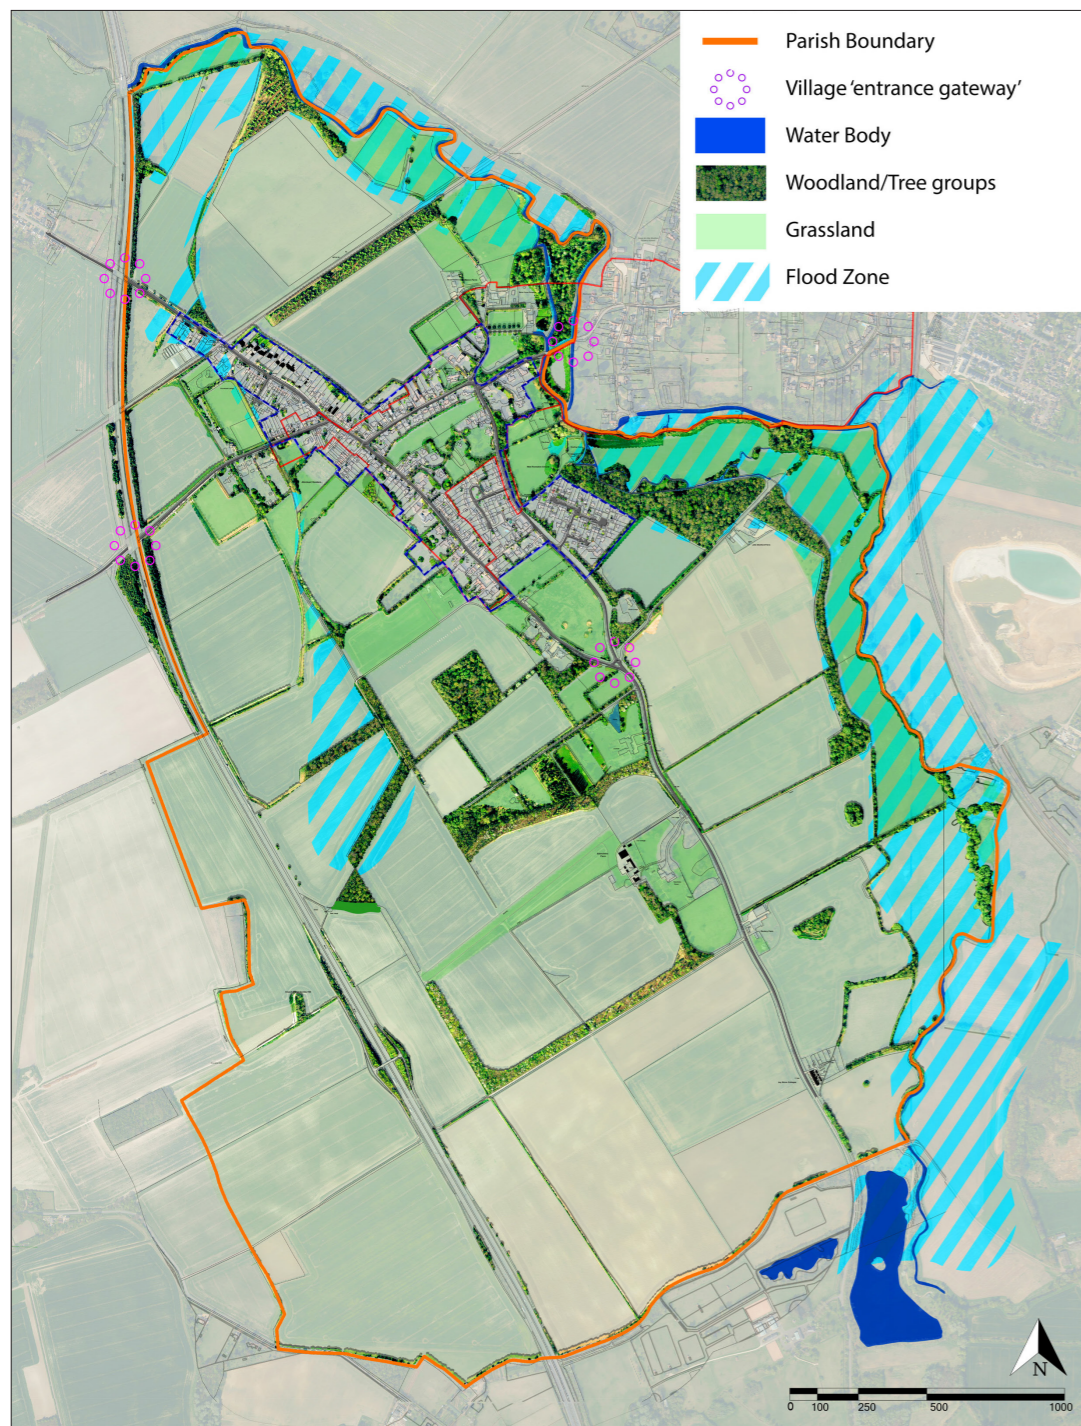 Parish Boundary
Village ‘entrance gateway’
Water Body
Woodland/Tree groups
Grassland
Flood Zone
N
0 100 250 500 1000